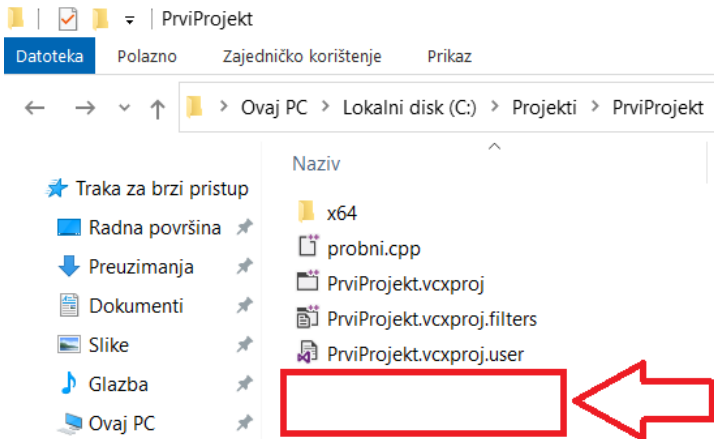 PrviProjekt
Datoteka Polazno Zajedničko korištenje Prikaz
Ovaj PC > Lokalni disk (C:) > Projekti > PrviProjekt
Naziv
Traka za brzi pristup
Radna površina
Preuzimanja
Dokumenti
Slike
Glazba
Ovaj PC
x64
probni.cpp
PrviProjekt.vcxproj
PrviProjekt.vcxproj.filters
PrviProjekt.vcxproj.user